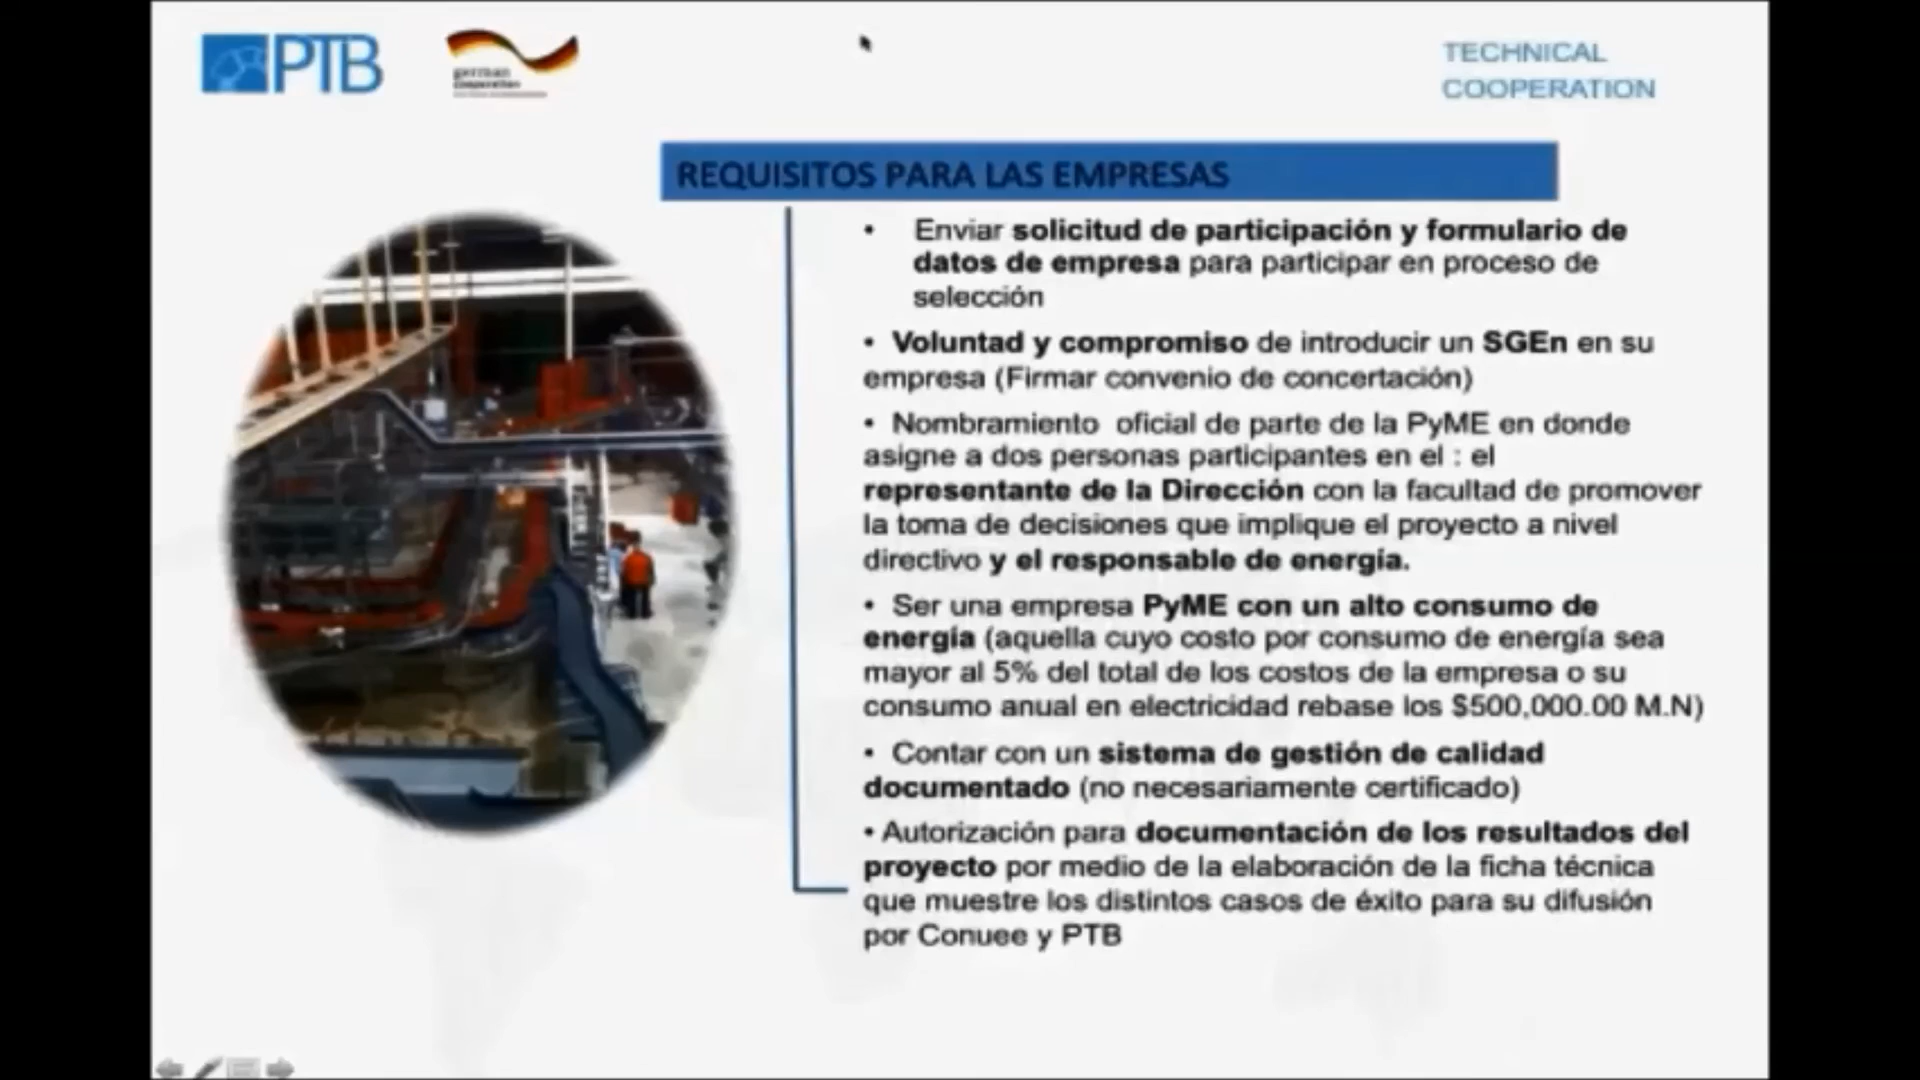 PTB
german
cooperation
TECHNICAL
COOPERATION
REQUISITOS PARA LAS EMPRESAS
• Enviar solicitud de participación y formulario de
datos de empresa para participar en proceso de
selección
• Voluntad y compromiso de introducir un SGEn en su
empresa (Firmar convenio de concertación)
• Nombramiento oficial de parte de la PyME en donde
asigne a dos personas participantes en el : el
representante de la Dirección con la facultad de promover
la toma de decisiones que implique el proyecto a nivel
directivo y el responsable de energía.
• Ser una empresa PyME con un alto consumo de
energía (aquella cuyo costo por consumo de energía sea
mayor al 5% del total de los costos de la empresa o su
consumo anual en electricidad rebase los $500,000.00 M.N)
• Contar con un sistema de gestión de calidad
documentado (no necesariamente certificado)
• Autorización para documentación de los resultados del
proyecto por medio de la elaboración de la ficha técnica
que muestre los distintos casos de éxito para su difusión
por Conuee y PTB